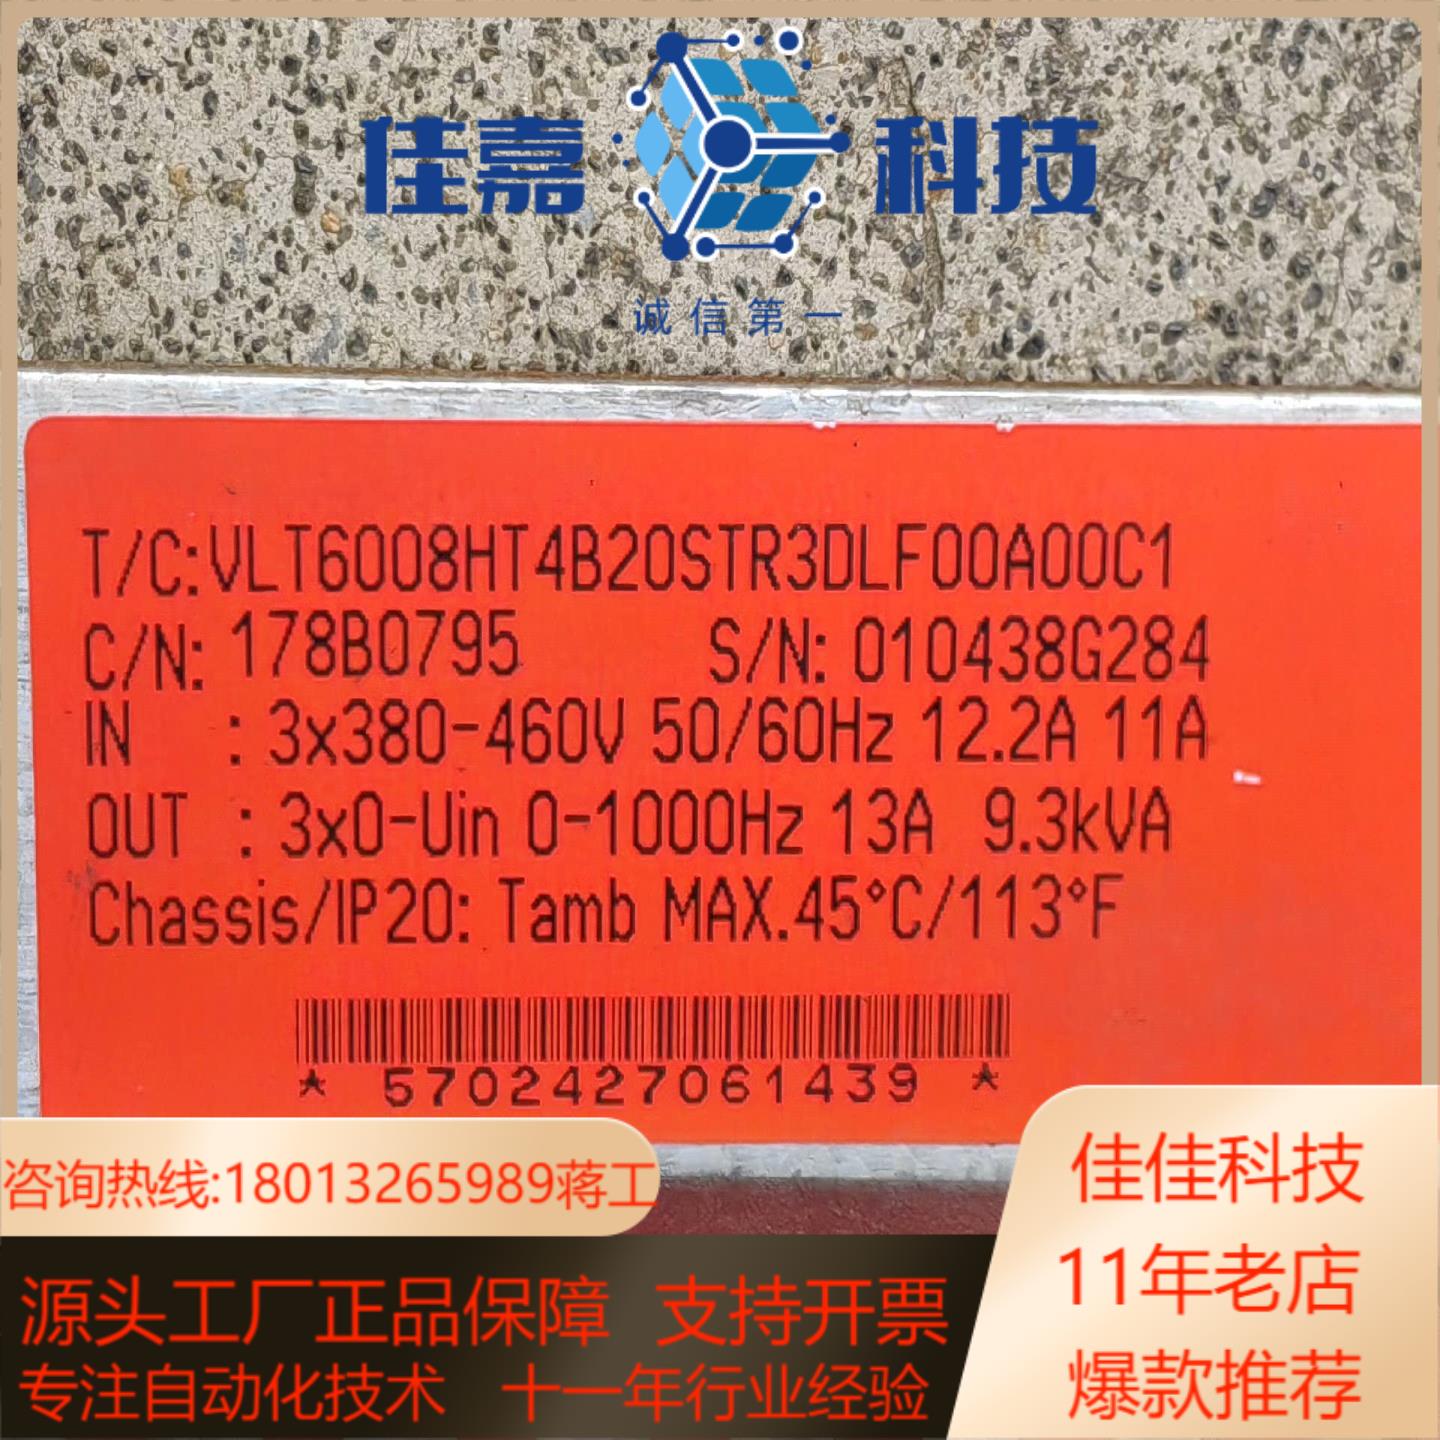 佳嘉 科技
诚信第一
T/C:VLT6008HT4B20STR3DLF00A00C1
C/N: 178B0795 S/N: 010438G284
IN : 3x380-460V 50/60Hz 12.2A 11A
OUT : 3x0-Uin 0-1000Hz 13A 9.3kVA
Chassis/IP20: Tamb MAX.45°C/113°F
* 5702427061439 *
咨询热线:18013265989蒋工
源头工厂正品保障 支持开票
专注自动化技术 十一年行业经验
佳佳科技
11年老店
爆款推荐